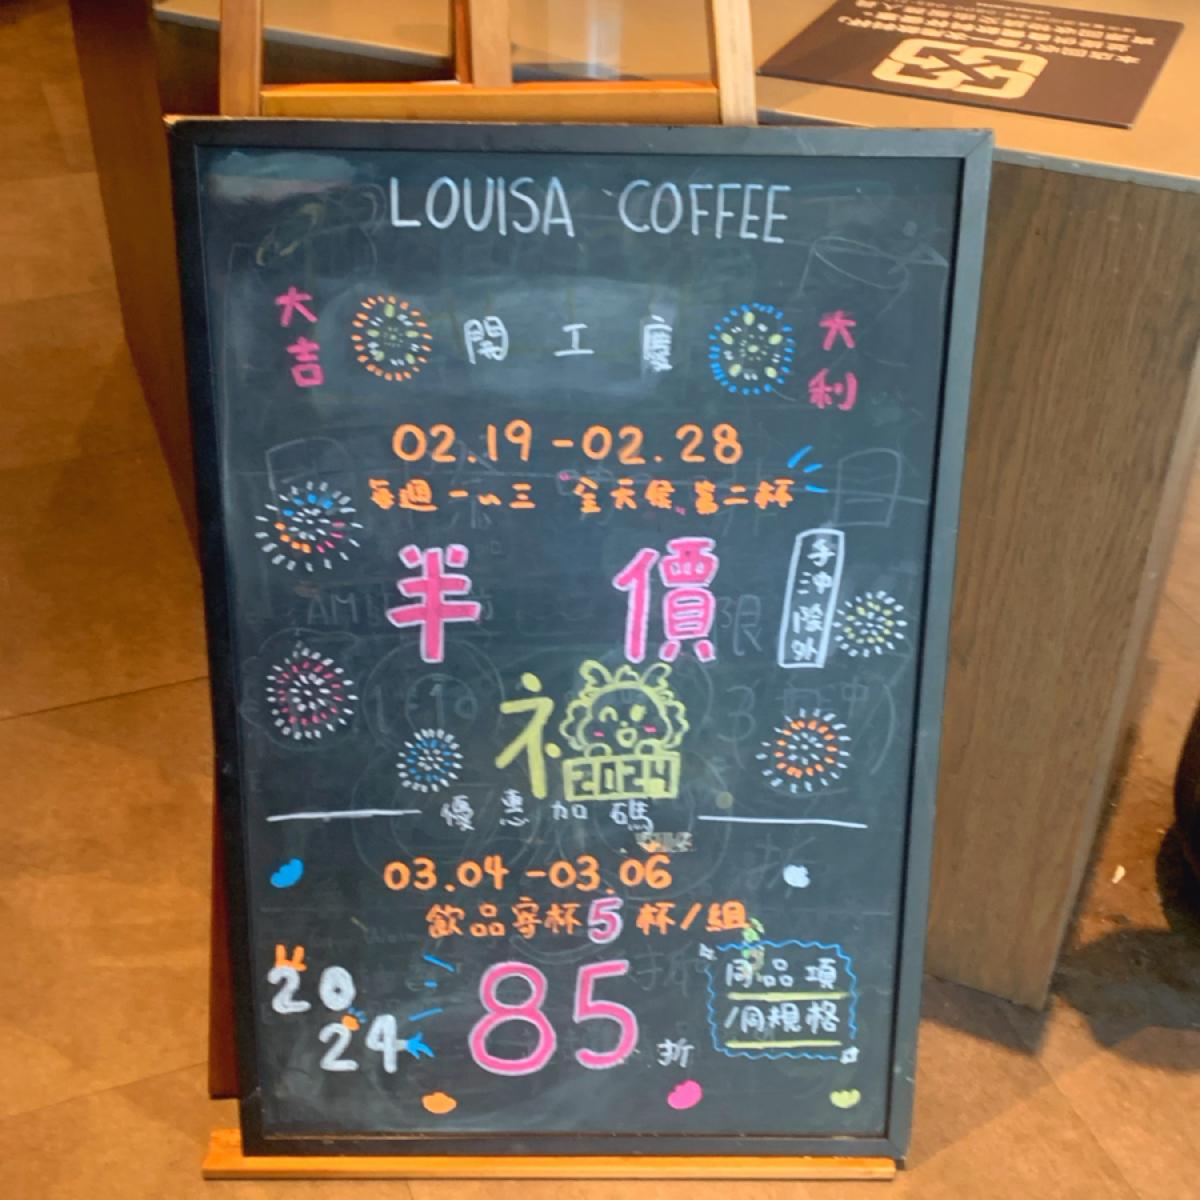 LOUISA COFFEE
大吉 開工慶 大利
02.19-02.28
每週一~三 全天候 第二杯
半價
手沖除外
2024
優惠加碼
03.04-03.06
飲品寄杯5杯/組
2024
85折
同品項
/同規格